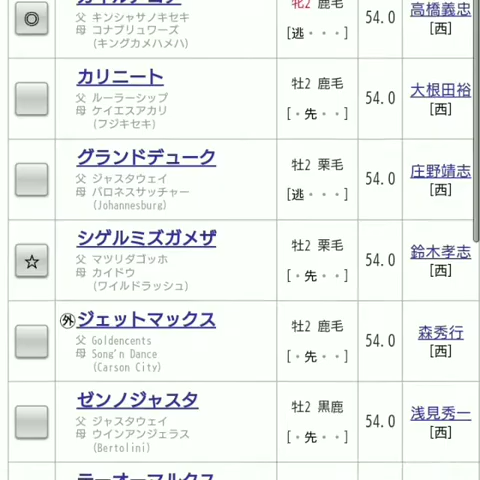 ◎
父 キンシャサノキセキ
母 コナブリュワーズ
(キングカメハメハ)
牝2 鹿毛
[逃・・・]
54.0
高橋義忠
[西]
カリニート
父 ルーラーシップ
母 ケイエスアカリ
(フジキセキ)
牡2 鹿毛
[・先・・]
54.0
大根田裕
[西]
グランドデューク
父 ジャスタウェイ
母 バロネスサッチャー
(Johannesburg)
牡2 栗毛
[逃・・・]
54.0
庄野靖志
[西]
☆
シゲルミズガメザ
父 マツリダゴッホ
母 カイドウ
(ワイルドラッシュ)
牡2 栗毛
[・先・・]
54.0
鈴木孝志
[西]
外 ジェットマックス
父 Goldencents
母 Song'n Dance
(Carson City)
牡2 鹿毛
[・先・・]
54.0
森秀行
[西]
ゼンノジャスタ
父 ジャスタウェイ
母 ウインアンジェラス
(Bertolini)
牡2 黒鹿
[・先・・]
54.0
浅見秀一
[西]
テーオーマルクス